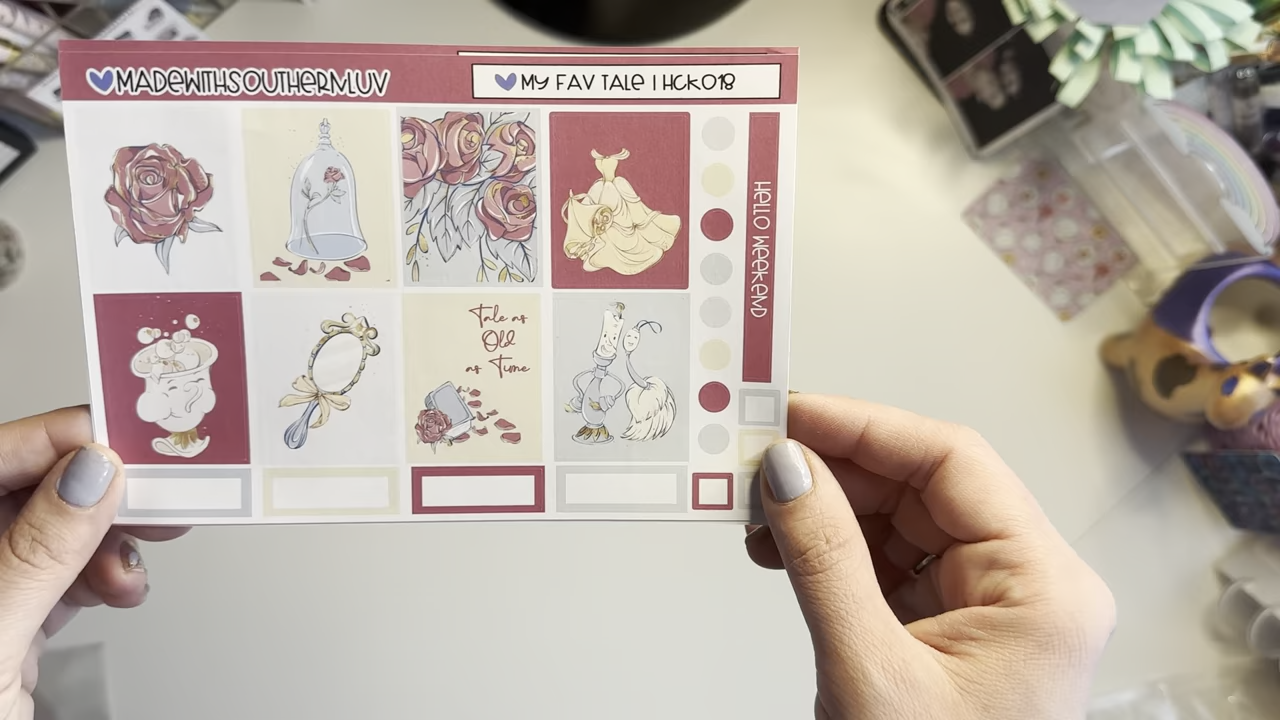 MADEWITHSOUTHERNLUV
MY FAV TALE | HCK018
HELLO WEEKEND
Tale as
Old
as Time